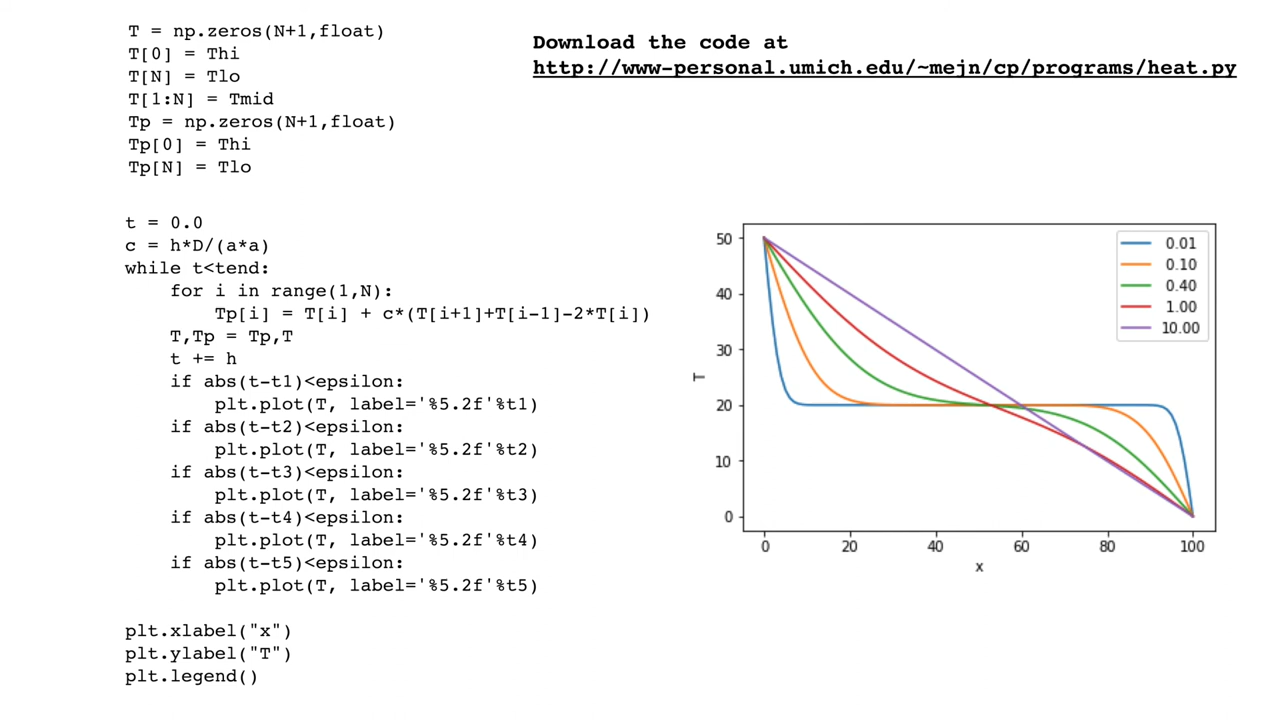 T = np.zeros(N+1,float)
T[0] = Thi
T[N] = Tlo
T[1:N] = Tmid
Tp = np.zeros(N+1,float)
Tp[0] = Thi
Tp[N] = Tlo
t = 0.0
c = h*D/(a*a)
while t<tend:
    for i in range(1,N):
        Tp[i] = T[i] + c*(T[i+1]+T[i-1]-2*T[i])
    T,Tp = Tp,T
    t += h
    if abs(t-t1)<epsilon:
        plt.plot(T, label='%5.2f'%t1)
    if abs(t-t2)<epsilon:
        plt.plot(T, label='%5.2f'%t2)
    if abs(t-t3)<epsilon:
        plt.plot(T, label='%5.2f'%t3)
    if abs(t-t4)<epsilon:
        plt.plot(T, label='%5.2f'%t4)
    if abs(t-t5)<epsilon:
        plt.plot(T, label='%5.2f'%t5)
plt.xlabel("x")
plt.ylabel("T")
plt.legend()
Download the code at
http://www-personal.umich.edu/~mejn/cp/programs/heat.py
50
40
30
20
10
0
T
0.01
0.10
0.40
1.00
10.00
0 20 40 60 80 100
x